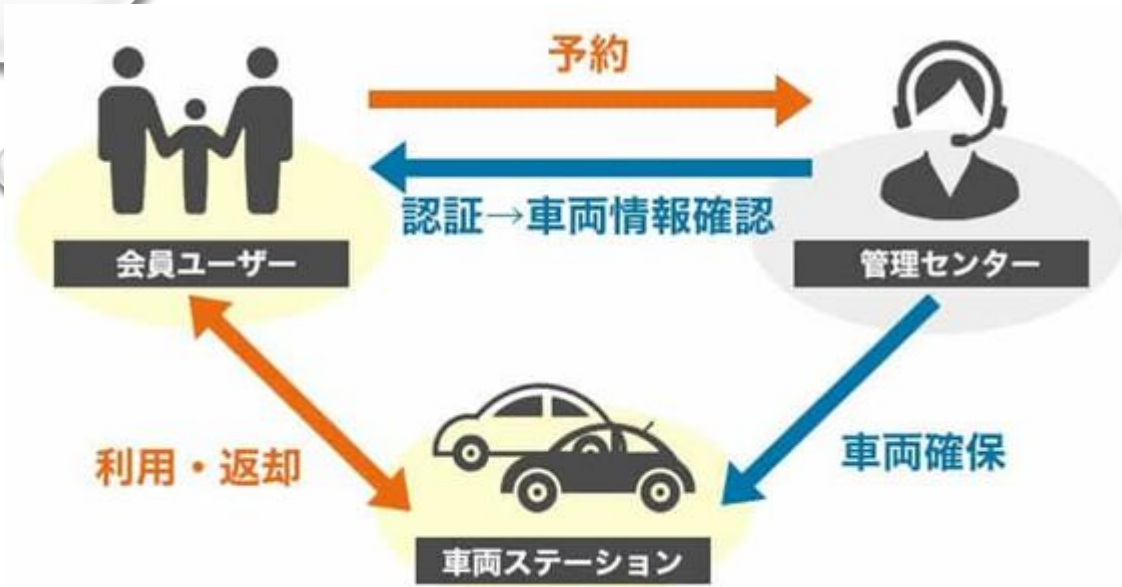 予約
認証→車両情報確認
会員ユーザー
管理センター
利用・返却
車両確保
車両ステーション